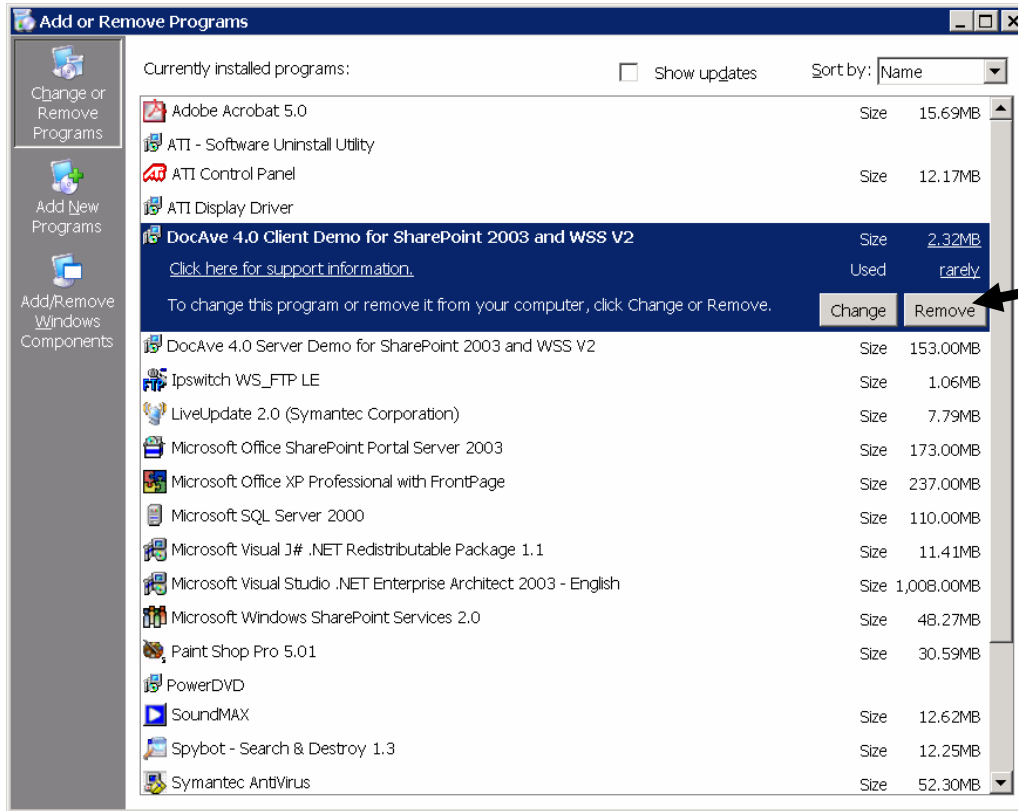 Add or Remove Programs
Change or
Remove
Programs
Add New
Programs
Add/Remove
Windows
Components
Currently installed programs: Show updates Sort by: Name
Adobe Acrobat 5.0 Size 15.69MB
ATI - Software Uninstall Utility
ATI Control Panel Size 12.17MB
ATI Display Driver
DocAve 4.0 Client Demo for SharePoint 2003 and WSS V2 Size 2.32MB
Click here for support information. Used rarely
To change this program or remove it from your computer, click Change or Remove. Change Remove
DocAve 4.0 Server Demo for SharePoint 2003 and WSS V2 Size 153.00MB
Ipswitch WS_FTP LE Size 1.06MB
LiveUpdate 2.0 (Symantec Corporation) Size 7.79MB
Microsoft Office SharePoint Portal Server 2003 Size 173.00MB
Microsoft Office XP Professional with FrontPage Size 237.00MB
Microsoft SQL Server 2000 Size 110.00MB
Microsoft Visual J# .NET Redistributable Package 1.1 Size 11.41MB
Microsoft Visual Studio .NET Enterprise Architect 2003 - English Size 1,008.00MB
Microsoft Windows SharePoint Services 2.0 Size 48.27MB
Paint Shop Pro 5.01 Size 30.59MB
PowerDVD
SoundMAX Size 12.62MB
Spybot - Search & Destroy 1.3 Size 12.25MB
Symantec AntiVirus Size 52.30MB